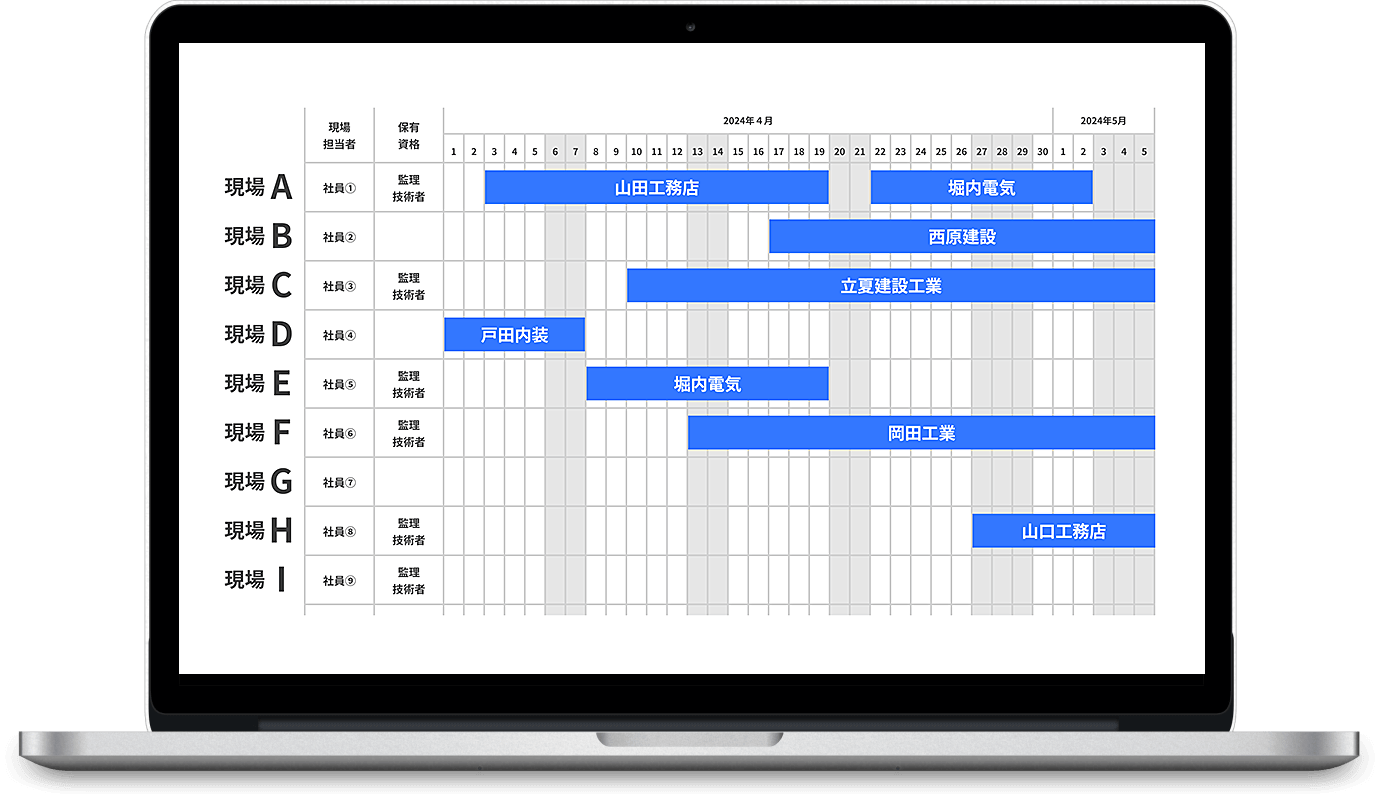 現場
担当者
保有
資格
2024年４月
2024年5月
1 2 3 4 5 6 7 8 9 10 11 12 13 14 15 16 17 18 19 20 21 22 23 24 25 26 27 28 29 30 1 2 3 4 5
現場 A 社員① 監理
技術者
山田工務店 堀内電気
現場 B 社員② 西原建設
現場 C 社員③ 監理
技術者
立夏建設工業
現場 D 社員④ 戸田内装
現場 E 社員⑤ 監理
技術者
堀内電気
現場 F 社員⑥ 監理
技術者
岡田工業
現場 G 社員⑦
現場 H 社員⑧ 監理
技術者
山口工務店
現場 I 社員⑨ 監理
技術者